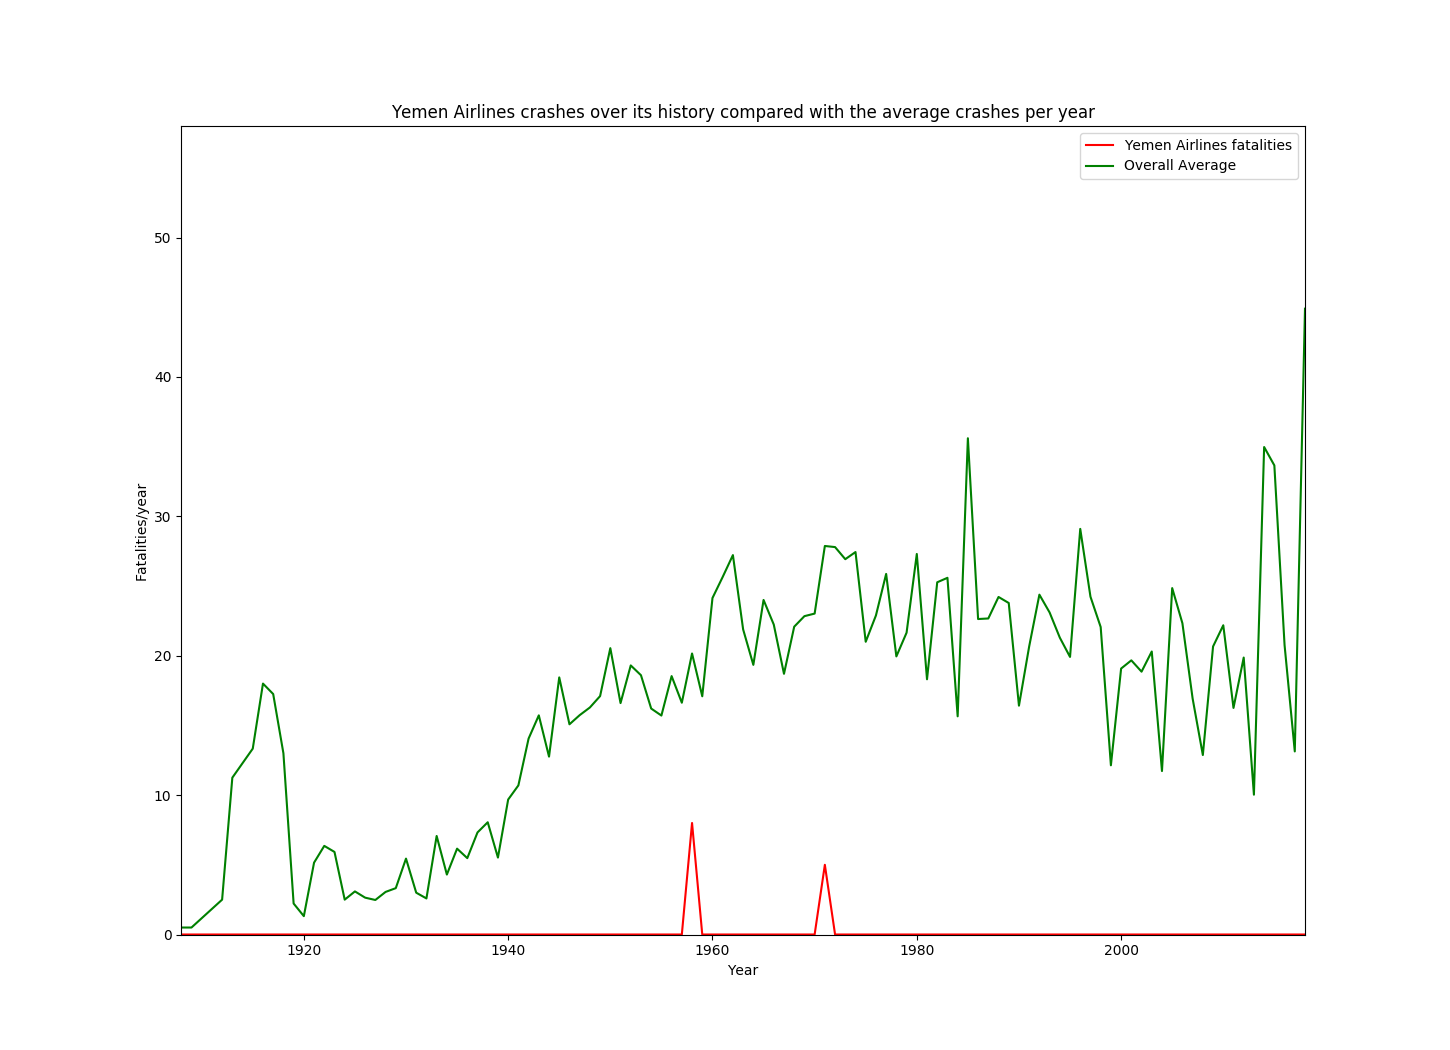 Yemen Airlines crashes over its history compared with the average crashes per year
Yemen Airlines fatalities
Overall Average
50
40
30
20
10
0
Fatalities/year
1920 1940 1960 1980 2000
Year